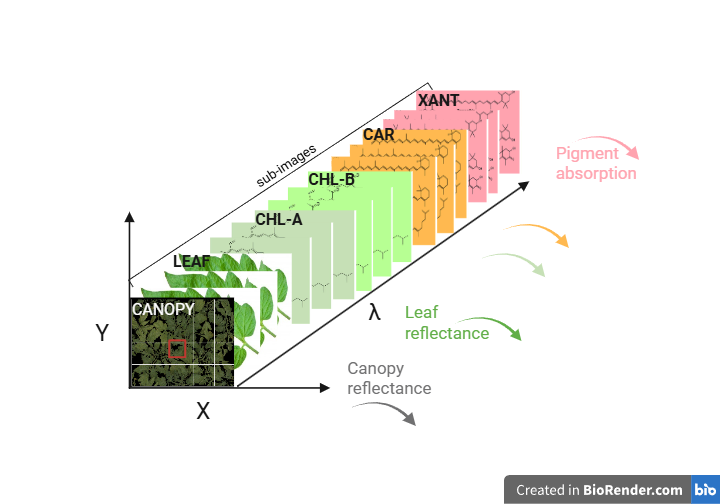 XANT
CAR
sub-images
CHL-B
Pigment
absorption
CHL-A
LEAF
CANOPY
Y
λ
Leaf
reflectance
X
Canopy
reflectance
Created in BioRender.com bio